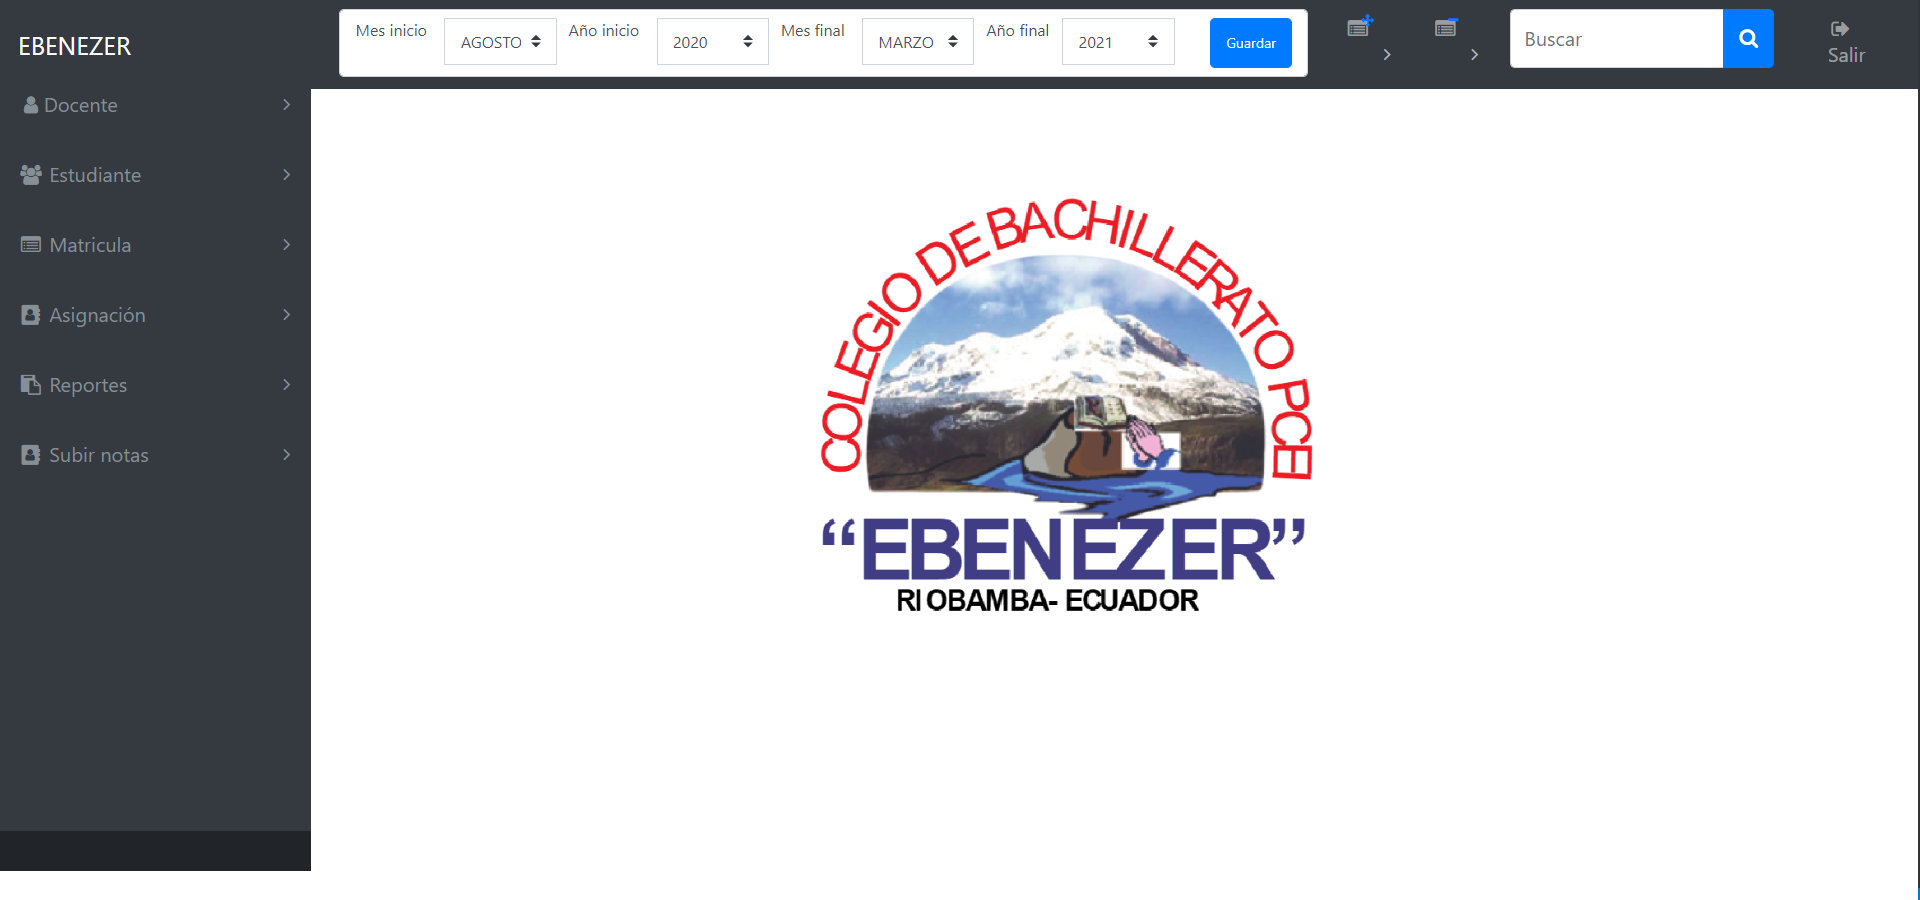 EBENEZER
Mes inicio AGOSTO Año inicio 2020 Mes final MARZO Año final 2021 Guardar
Buscar
Salir
Docente
Estudiante
Matricula
Asignación
Reportes
Subir notas
COLEGIO DE BACHILLERATO PCEI
“EBENEZER”
RIOBAMBA- ECUADOR